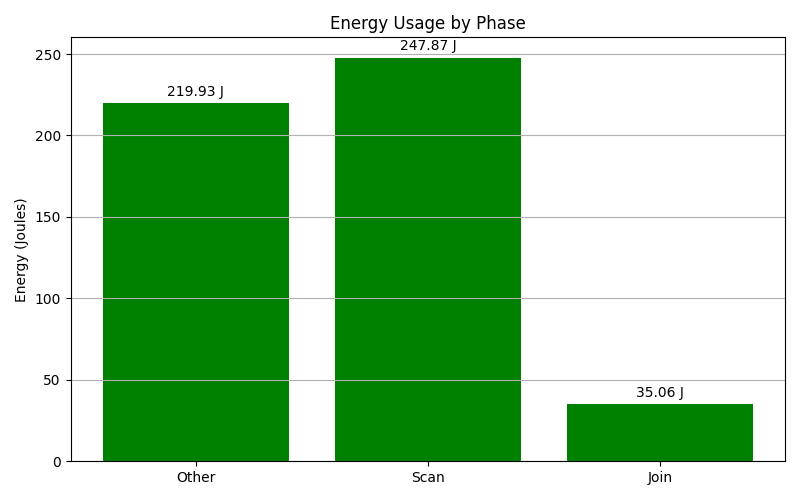 Energy Usage by Phase
Energy (Joules)
250
200
150
100
50
0
219.93 J
247.87 J
35.06 J
Other
Scan
Join